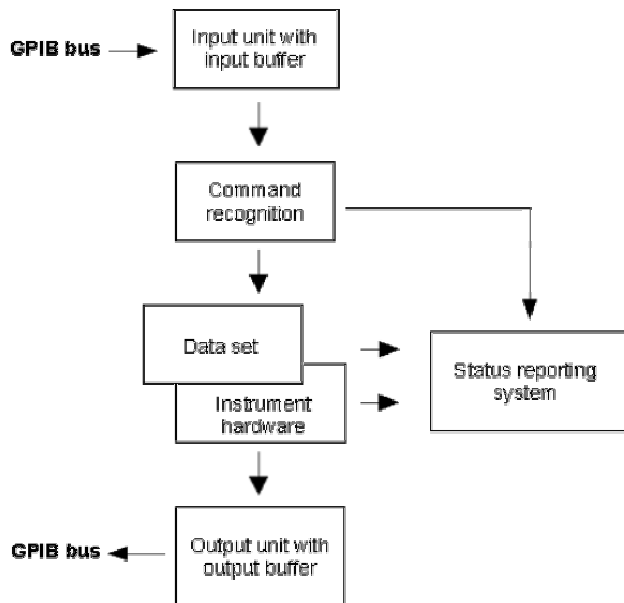 GPIB bus
Input unit with
input buffer
Command
recognition
Data set
Instrument
hardware
Status reporting
system
GPIB bus
Output unit with
output buffer